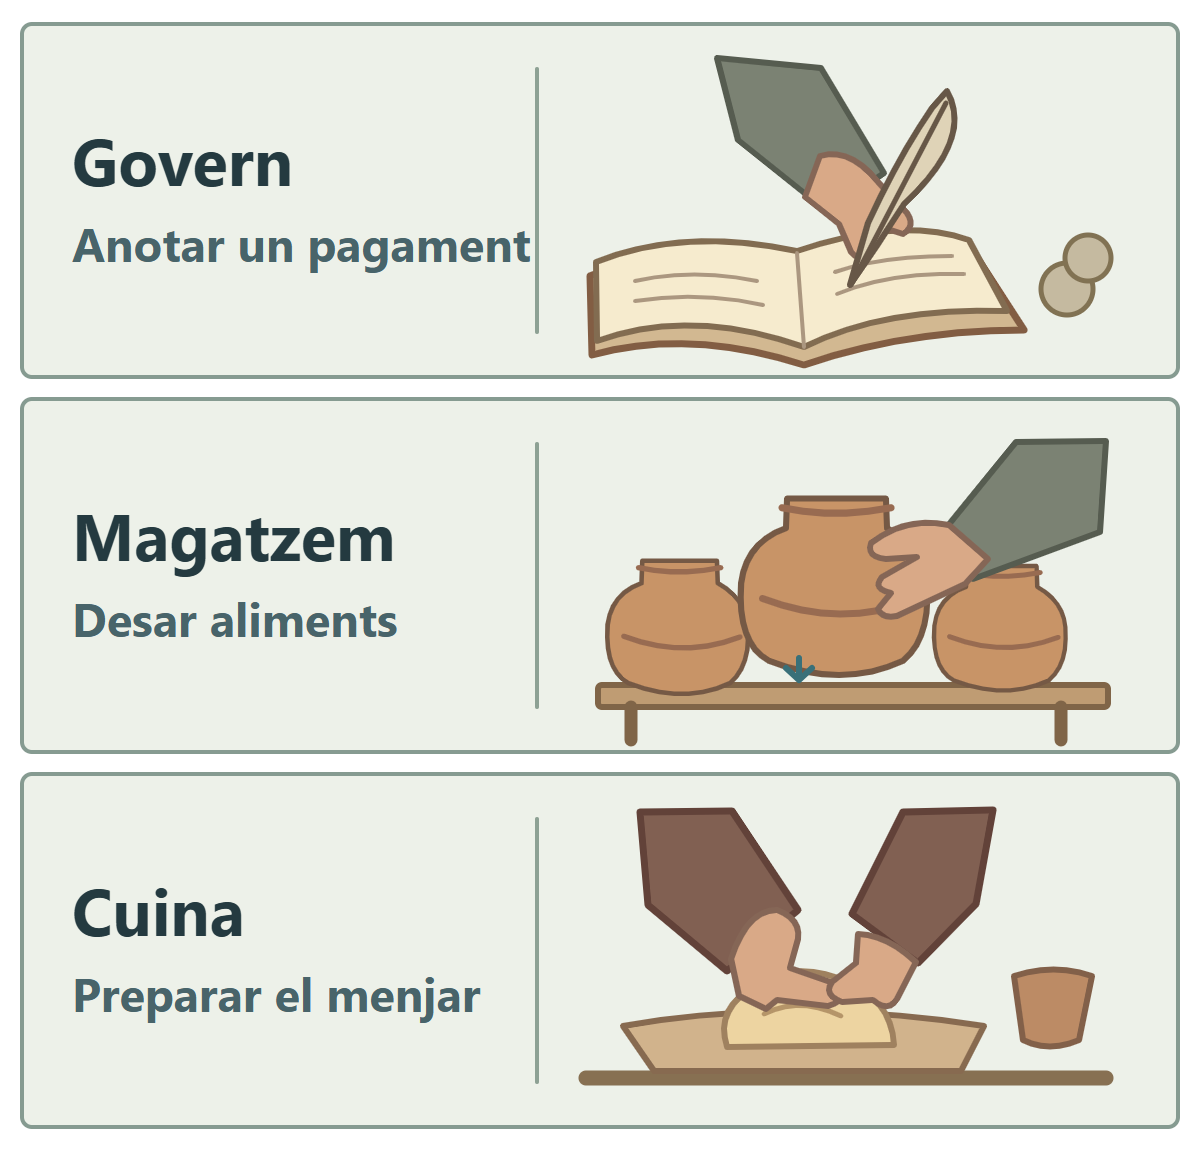 Govern
Anotar un pagament
Magatzem
Desar aliments
Cuina
Preparar el menjar